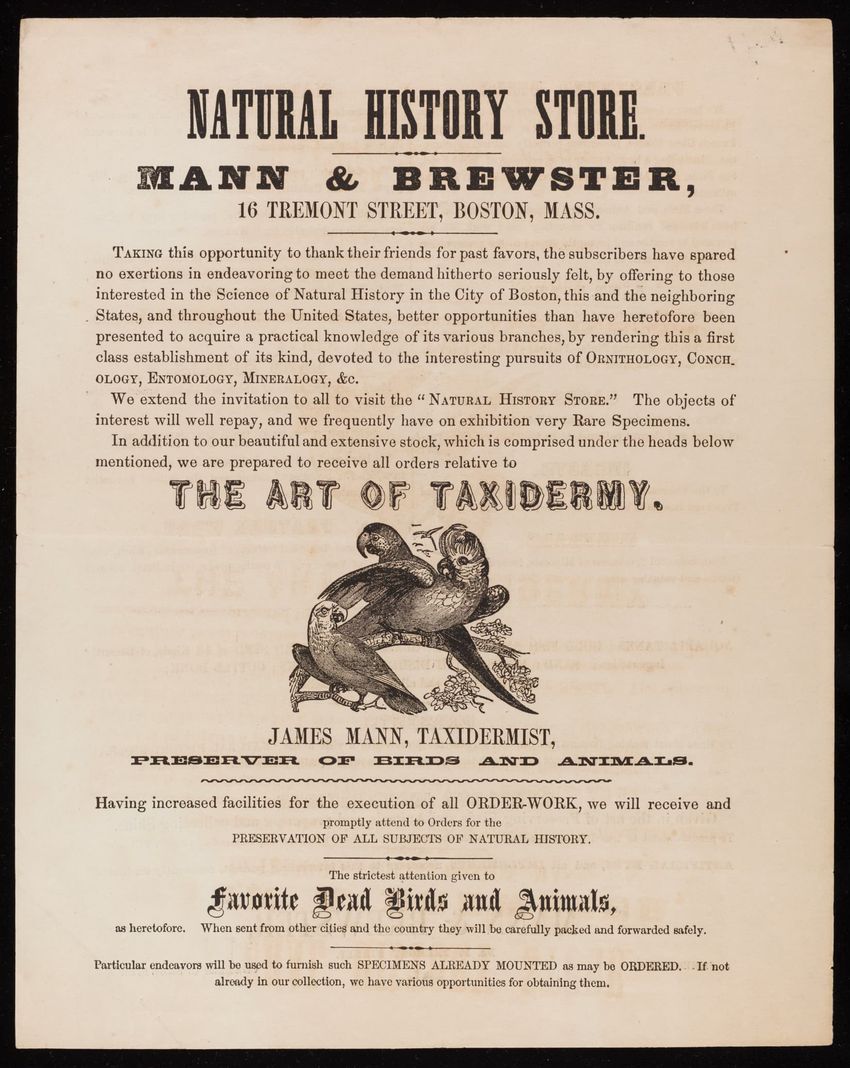 NATURAL HISTORY STORE.
MANN & BREWSTER,
16 TREMONT STREET, BOSTON, MASS.
TAKING this opportunity to thank their friends for past favors, the subscribers have spared
no exertions in endeavoring to meet the demand hitherto seriously felt, by offering to those
interested in the Science of Natural History in the City of Boston, this and the neighboring
States, and throughout the United States, better opportunities than have heretofore been
presented to acquire a practical knowledge of its various branches, by rendering this a first
class establishment of its kind, devoted to the interesting pursuits of ORNITHOLOGY, CONCH-
OLOGY, ENTOMOLOGY, MINERALOGY, &c.
We extend the invitation to all to visit the “ NATURAL HISTORY STORE.” The objects of
interest will well repay, and we frequently have on exhibition very Rare Specimens.
In addition to our beautiful and extensive stock, which is comprised under the heads below
mentioned, we are prepared to receive all orders relative to
THE ART OF TAXIDERMY.
JAMES MANN, TAXIDERMIST,
PRESERVER OF BIRDS AND ANIMALS.
Having increased facilities for the execution of all ORDER-WORK, we will receive and
promptly attend to Orders for the
PRESERVATION OF ALL SUBJECTS OF NATURAL HISTORY.
The strictest attention given to
Favorite Dead Birds and Animals,
as heretofore. When sent from other cities and the country they will be carefully packed and forwarded safely.
Particular endeavors will be used to furnish such SPECIMENS ALREADY MOUNTED as may be ORDERED. If not
already in our collection, we have various opportunities for obtaining them.